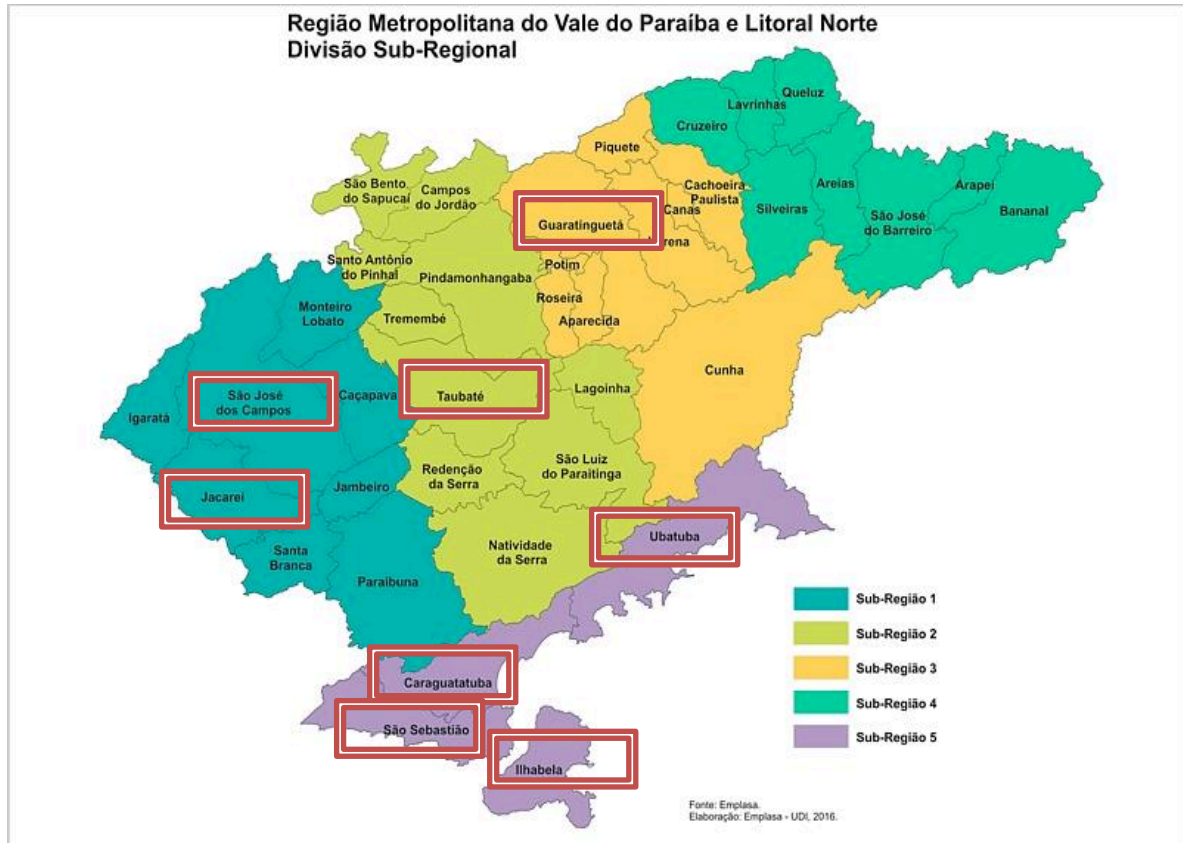 Região Metropolitana do Vale do Paraíba e Litoral Norte
Divisão Sub-Regional
Queluz
Lavrinhas
Cruzeiro
Piquete
São Bento
do Sapucaí
Campos
do Jordão
Cachoeira
Paulista
Canas
Guaratinguetá
rena
Silveiras
Areias
Arapeí
São José
do Barreiro
Bananal
Santo Antônio
do Pinhal
Pindamonhangaba
Potim
Roseira
Aparecida
Monteiro
Lobato
Tremembé
Cunha
Lagoinha
São José
dos Campos
Caçapava
Taubaté
Igaratá
São Luiz
do Paraitinga
Redenção
da Serra
Jambeiro
Jacareí
Ubatuba
Natividade
da Serra
Santa
Branca
Paraibuna
Caraguatatuba
São Sebastião
Ilhabela
Sub-Região 1
Sub-Região 2
Sub-Região 3
Sub-Região 4
Sub-Região 5
Fonte: Emplasa.
Elaboração: Emplasa - UDI, 2016.